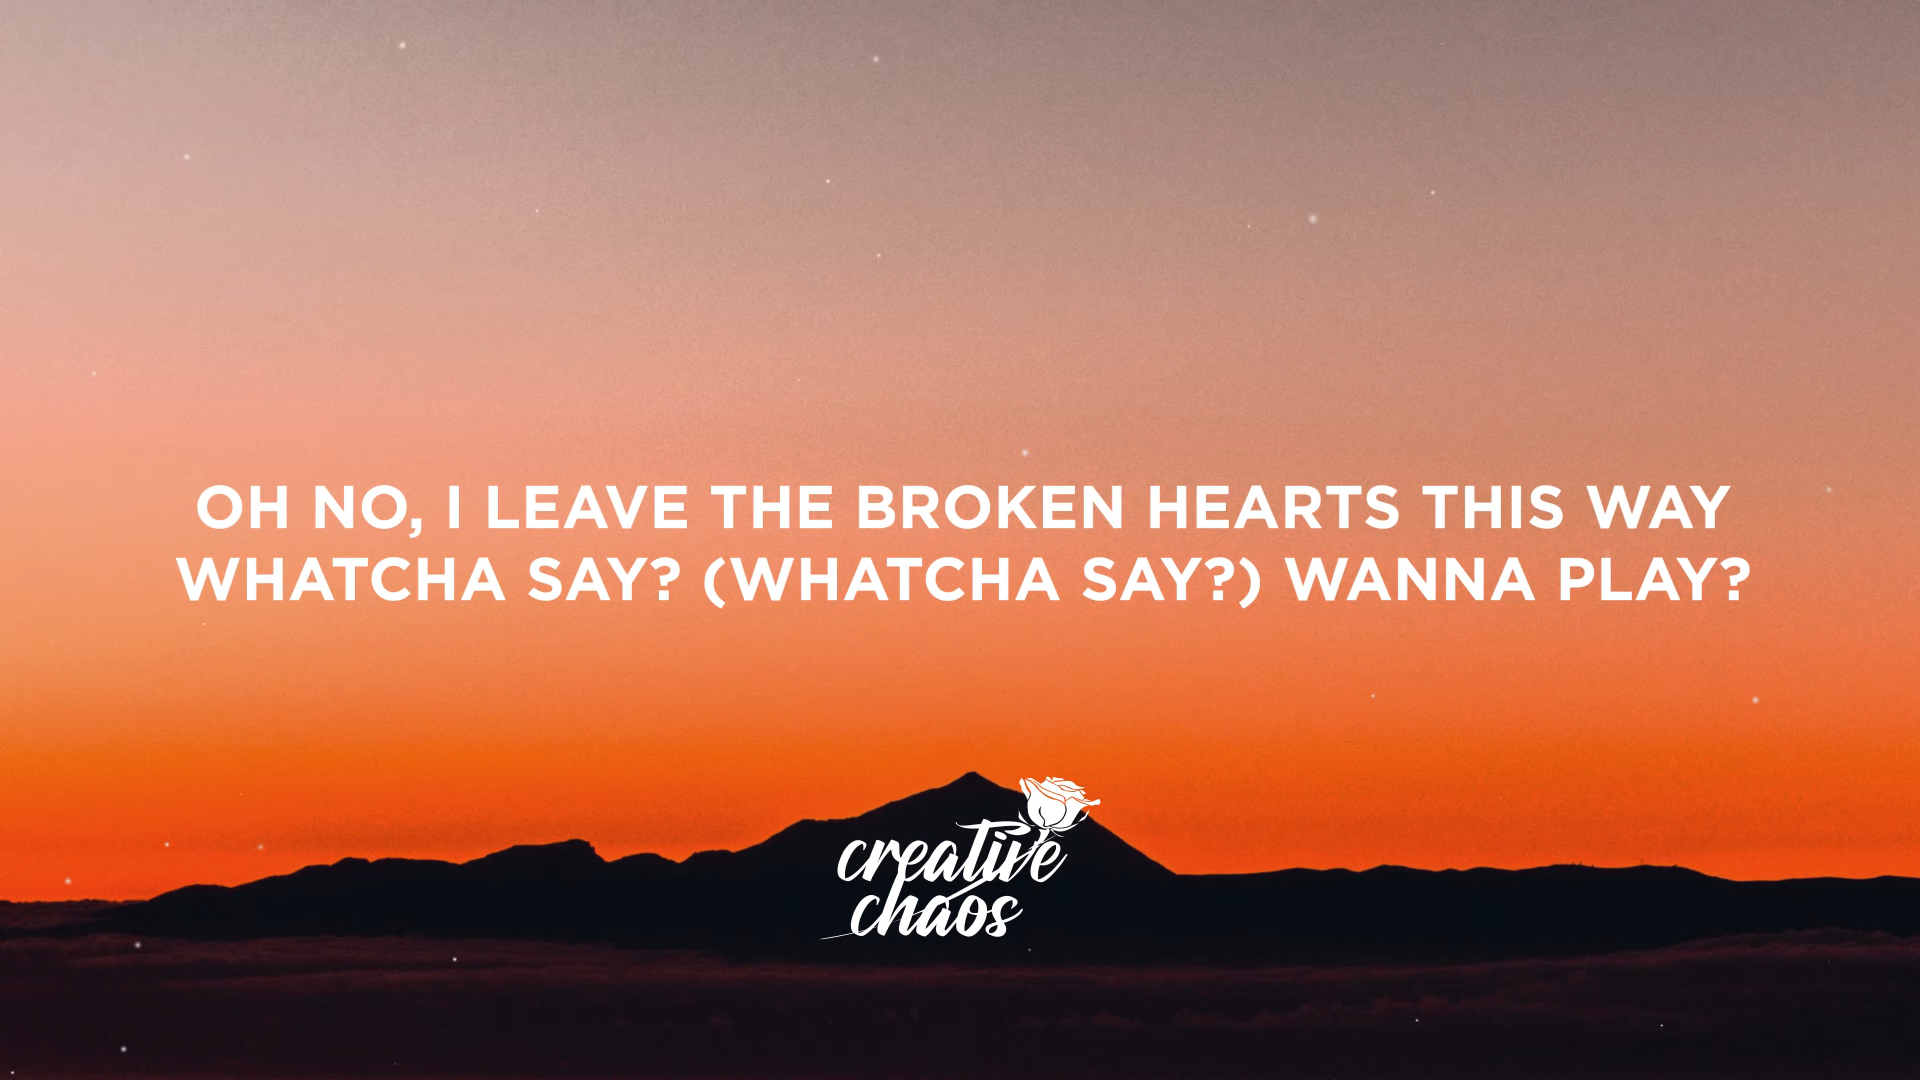 OH NO, I LEAVE THE BROKEN HEARTS THIS WAY
WHATCHA SAY? (WHATCHA SAY?) WANNA PLAY?
creative
chaos